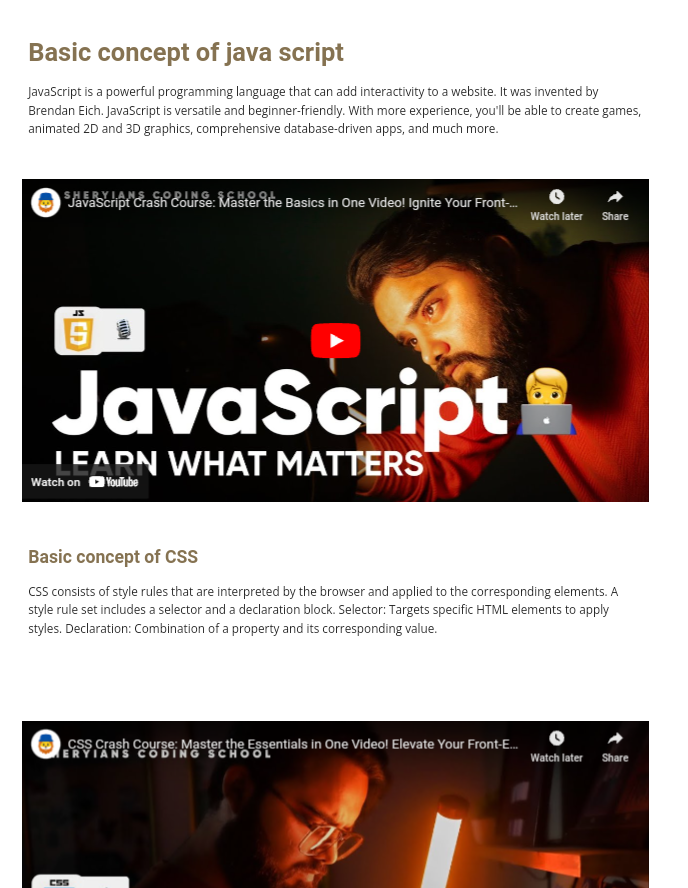 Basic concept of java script
JavaScript is a powerful programming language that can add interactivity to a website. It was invented by
Brendan Eich. JavaScript is versatile and beginner-friendly. With more experience, you'll be able to create games,
animated 2D and 3D graphics, comprehensive database-driven apps, and much more.
SHERYIANS CODING SCHOOL
JavaScript Crash Course: Master the Basics in One Video! Ignite Your Front-...
Watch later
Share
JS
JavaScript
LEARN WHAT MATTERS
Watch on YouTube
Basic concept of CSS
CSS consists of style rules that are interpreted by the browser and applied to the corresponding elements. A
style rule set includes a selector and a declaration block. Selector: Targets specific HTML elements to apply
styles. Declaration: Combination of a property and its corresponding value.
CSS Crash Course: Master the Essentials in One Video! Elevate Your Front-E...
ERYIANS CODING SCHOOL
Watch later
Share
CSS